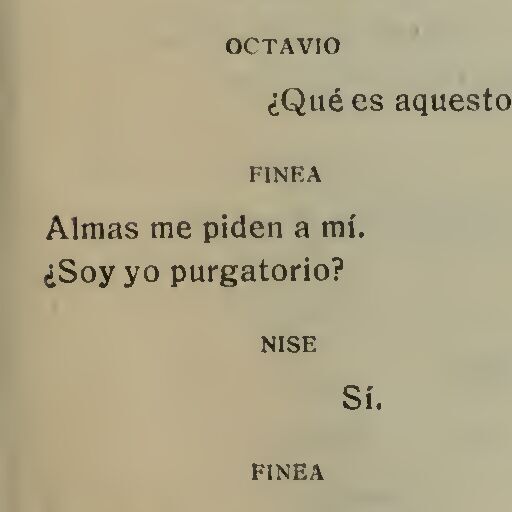 OCTAVIO
¿Qué es aquesto
FINEA
Almas me piden a mí.
¿Soy yo purgatorio?
NISE
Sí.
FINEA